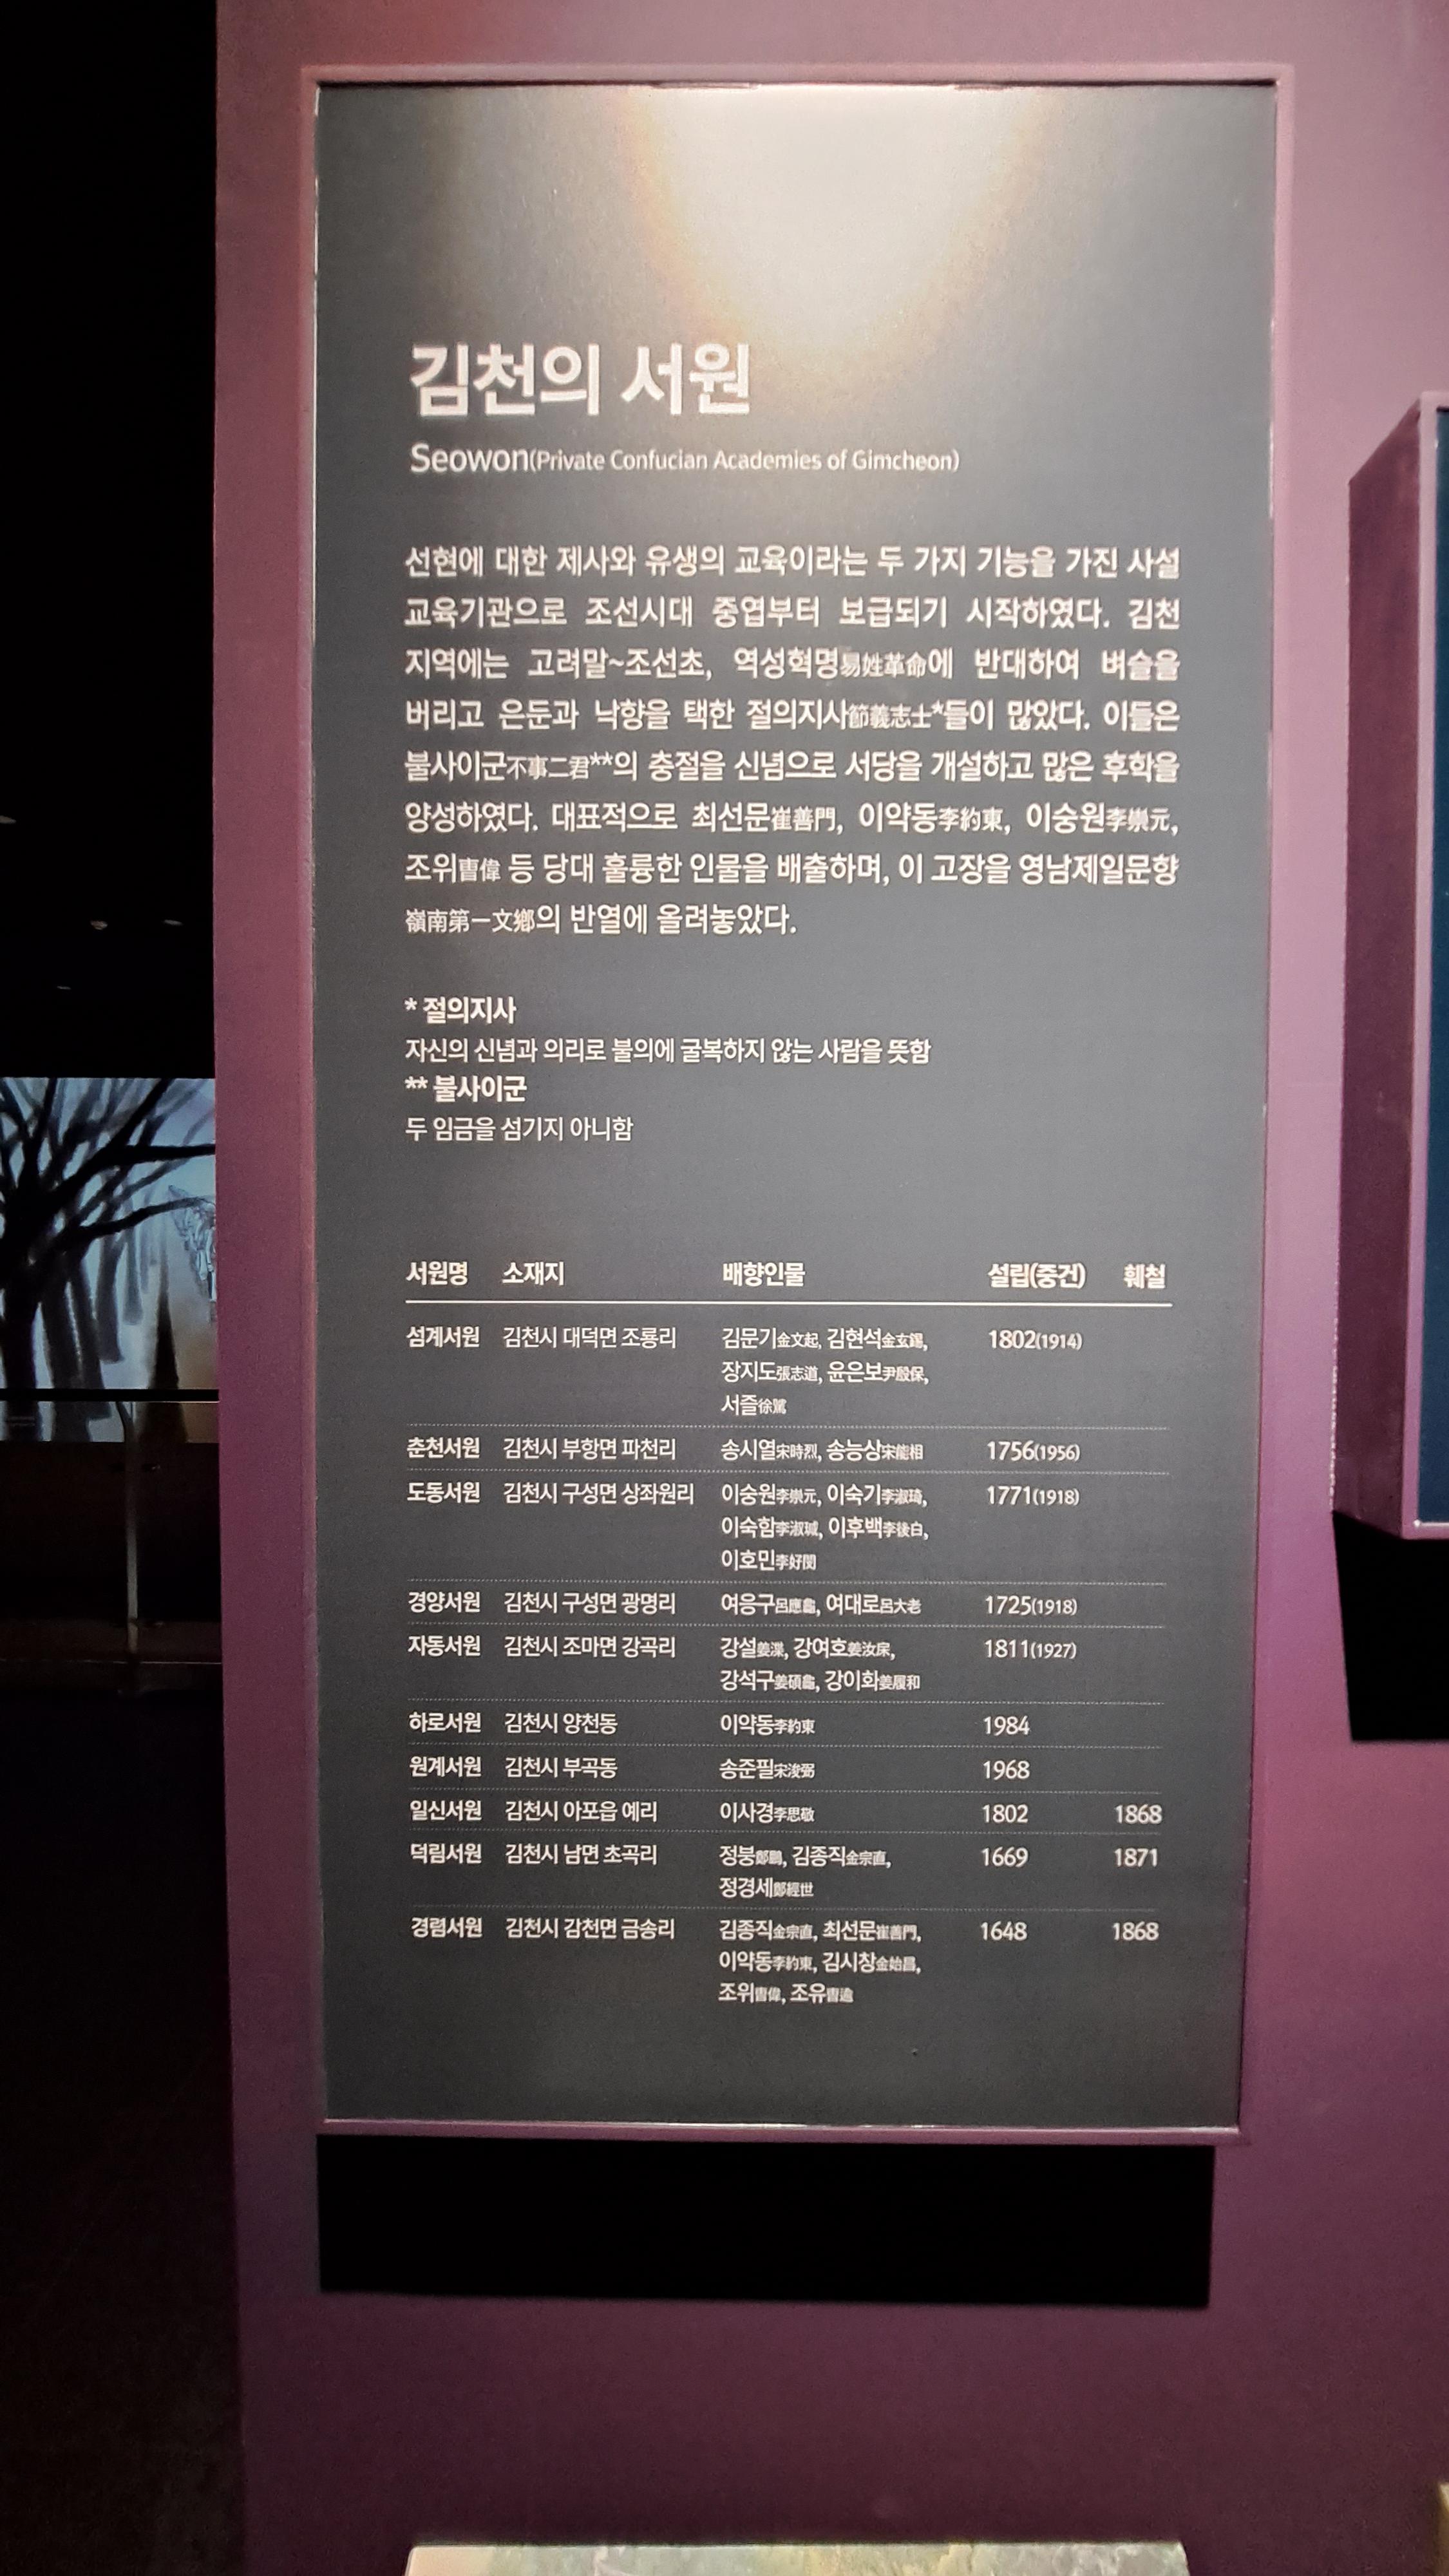 김천의 서원
Seowon(Private Confucian Academies of Gimcheon)
선현에 대한 제사와 유생의 교육이라는 두 가지 기능을 가진 사설
교육기관으로 조선시대 중엽부터 보급되기 시작하였다. 김천
지역에는 고려말~조선초, 역성혁명易姓革命에 반대하여 벼슬을
버리고 은둔과 낙향을 택한 절의지사節義志士*들이 많았다. 이들은
불사이군不事二君**의 충절을 신념으로 서당을 개설하고 많은 후학을
양성하였다. 대표적으로 최선문崔善門, 이약동李約東, 이숭원李崇元,
조위曺偉 등 당대 훌륭한 인물을 배출하며, 이 고장을 영남제일문향
嶺南第一文鄕의 반열에 올려놓았다.
* 절의지사
자신의 신념과 의리로 불의에 굴복하지 않는 사람을 뜻함
** 불사이군
두 임금을 섬기지 아니함
서원명 소재지 배향인물 설립(중건) 훼철
섬계서원 김천시 대덕면 조룡리 김문기金文起, 김현석金玄錫, 1802(1914)
장지도張志道, 윤은보尹殷保,
서즐徐騭
춘천서원 김천시 부항면 파천리 송시열宋時烈, 송능상宋能相 1756(1956)
도동서원 김천시 구성면 상좌원리 이숭원李崇元, 이숙기李淑琦, 1771(1918)
이숙함李淑瑊, 이후백李後白,
이호민李好閔
경양서원 김천시 구성면 광명리 여응구呂應龜, 여대로呂大老 1725(1918)
자동서원 김천시 조마면 강곡리 강설姜渫, 강여호姜汝㦿, 1811(1927)
강석구姜碩龜, 강이화姜履和
하로서원 김천시 양천동 이약동李約東 1984
원계서원 김천시 부곡동 송준필宋浚弼 1968
일신서원 김천시 아포읍 예리 이사경李思敬 1802 1868
덕림서원 김천시 남면 초곡리 정붕鄭鵬, 김종직金宗直, 1669 1871
정경세鄭經世
경렴서원 김천시 감천면 금송리 김종직金宗直, 최선문崔善門, 1648 1868
이약동李約東, 김시창金始昌,
조위曺偉, 조유曺逾